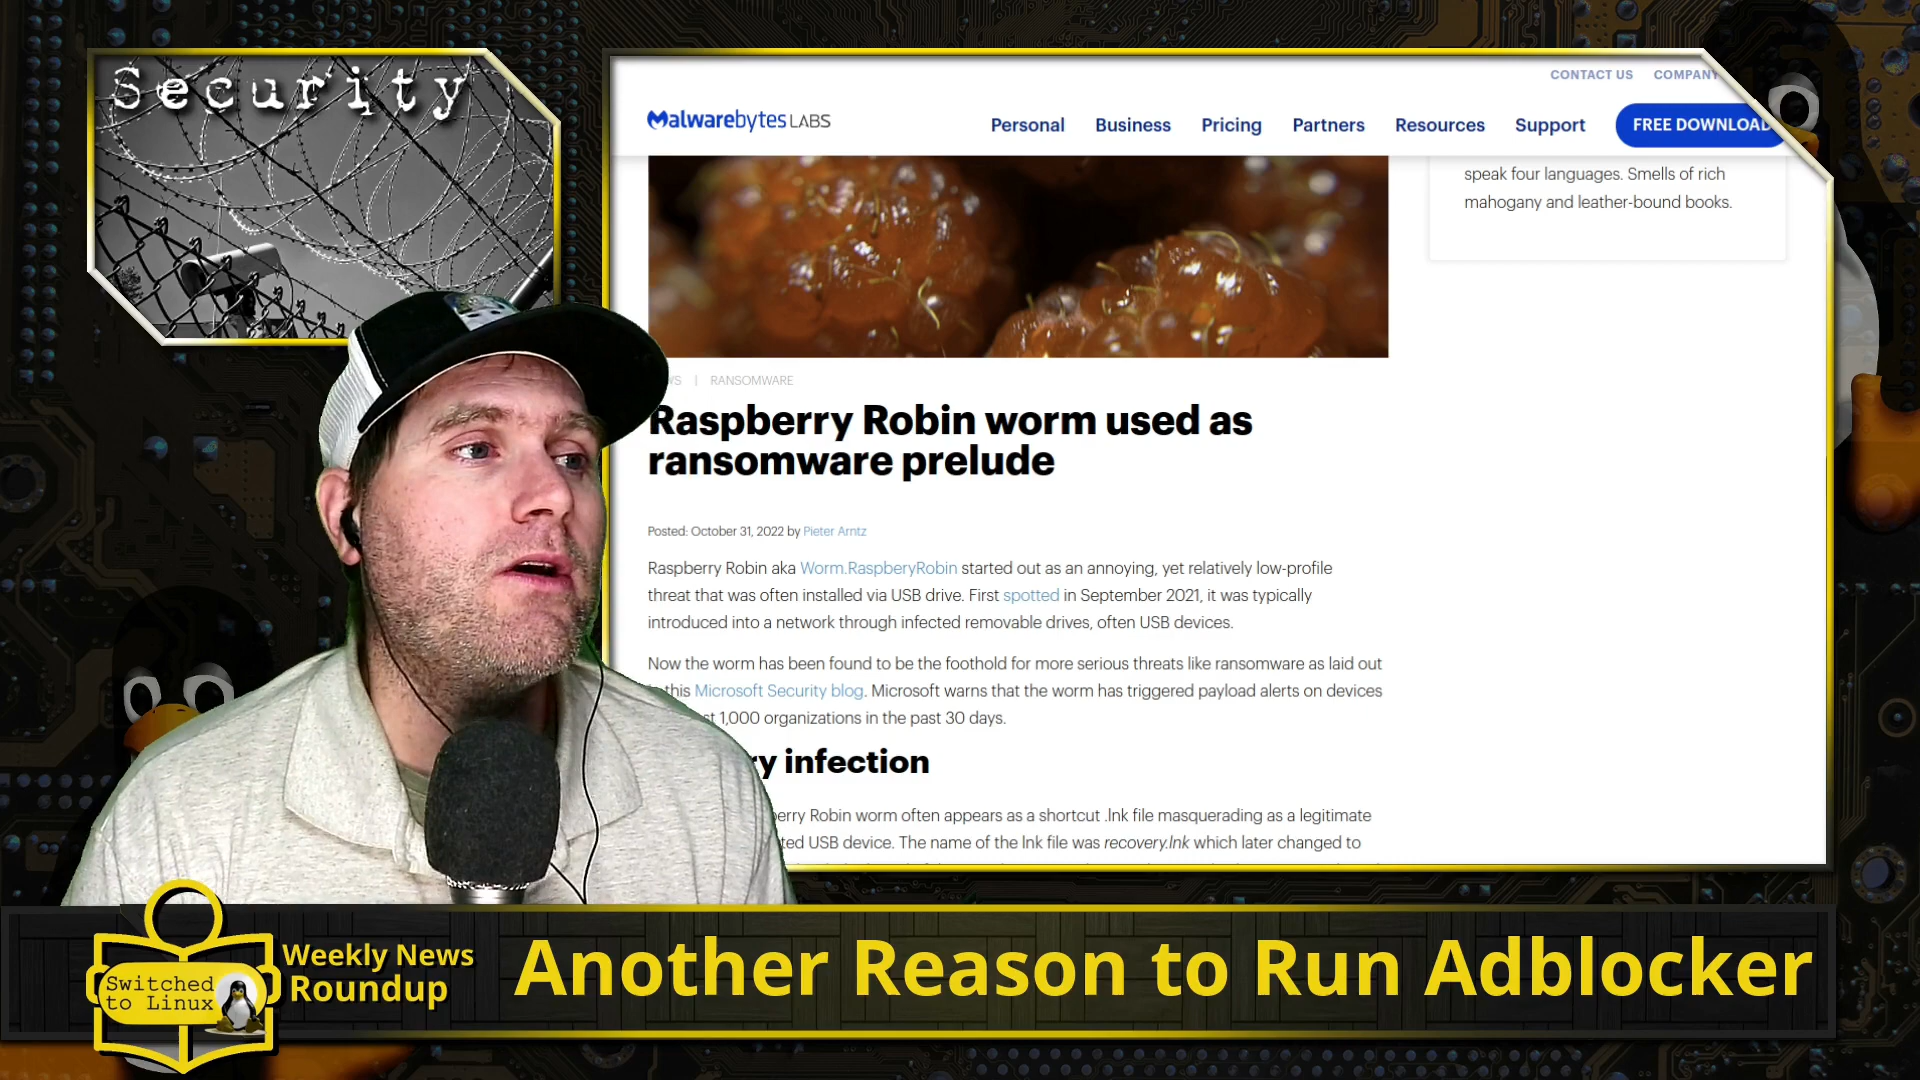 Security
CONTACT US COMPANY
Malwarebytes LABS
Personal Business Pricing Partners Resources Support FREE DOWNLOAD
speak four languages. Smells of rich
mahogany and leather-bound books.
WS | RANSOMWARE
Raspberry Robin worm used as
ransomware prelude
Posted: October 31, 2022 by Pieter Arntz
Raspberry Robin aka Worm.RaspberyRobin started out as an annoying, yet relatively low-profile
threat that was often installed via USB drive. First spotted in September 2021, it was typically
introduced into a network through infected removable drives, often USB devices.
Now the worm has been found to be the foothold for more serious threats like ransomware as laid out
this Microsoft Security blog. Microsoft warns that the worm has triggered payload alerts on devices
st 1,000 organizations in the past 30 days.
ry infection
berry Robin worm often appears as a shortcut .lnk file masquerading as a legitimate
ted USB device. The name of the lnk file was recovery.lnk which later changed to
Switched
to Linux
Weekly News
Roundup
Another Reason to Run Adblocker